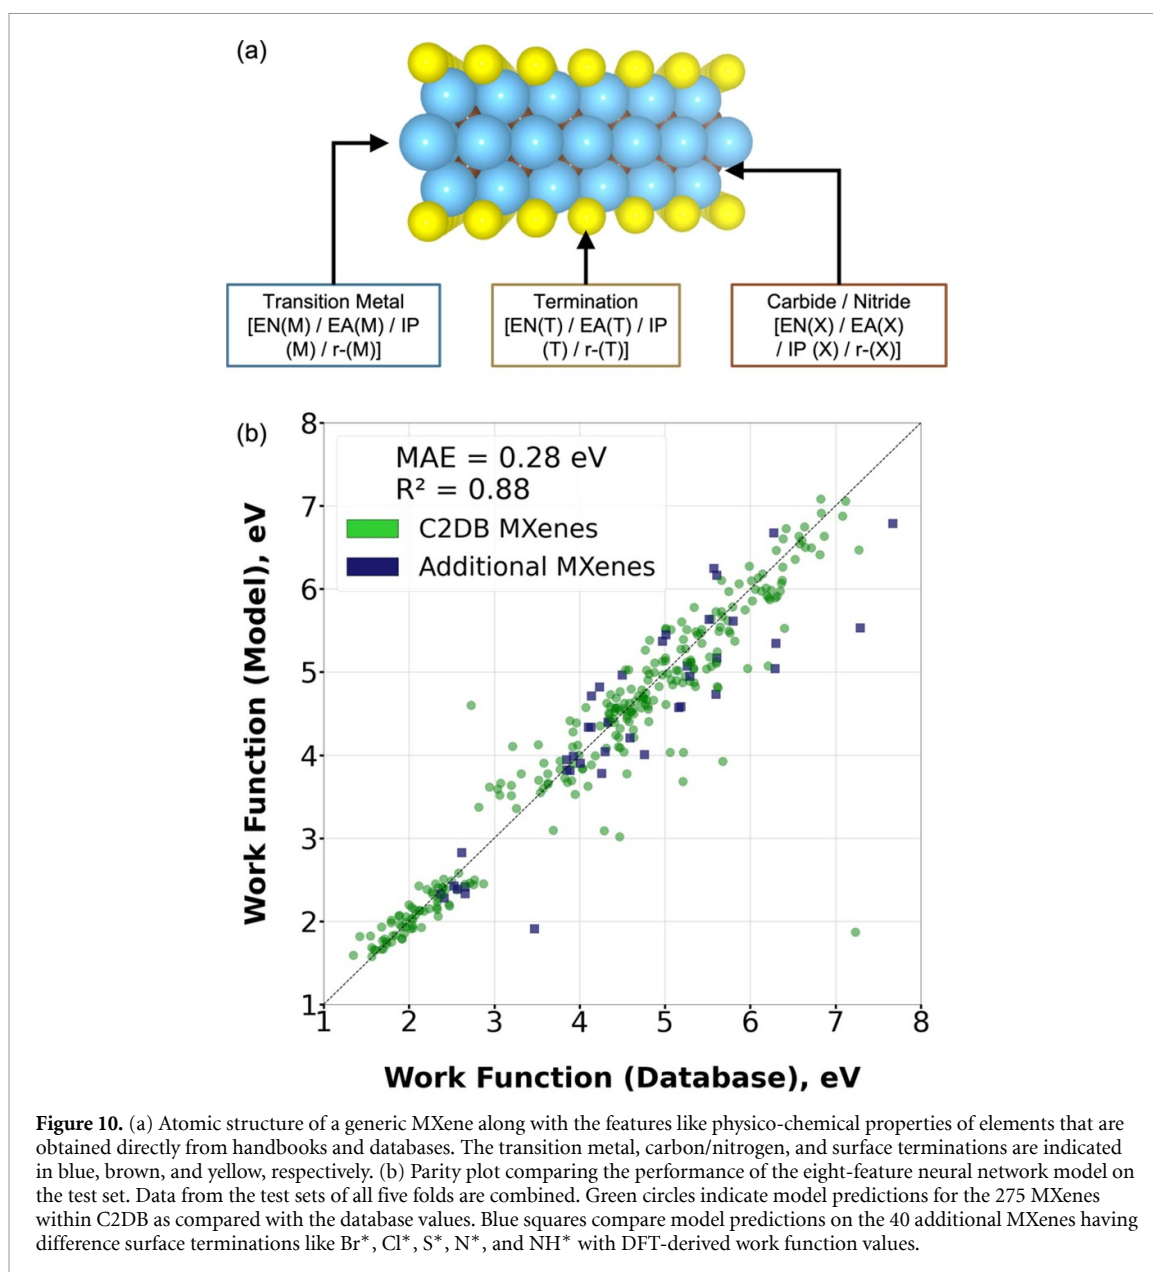 (a)
Transition Metal
[EN(M) / EA(M) / IP
(M) / r-(M)]
Termination
[EN(T) / EA(T) / IP
(T) / r-(T)]
Carbide / Nitride
[EN(X) / EA(X)
/ IP (X) / r-(X)]
(b)
MAE = 0.28 eV
R² = 0.88
C2DB MXenes
Additional MXenes
Work Function (Model), eV
8
7
6
5
4
3
2
1
1 2 3 4 5 6 7 8
Work Function (Database), eV
Figure 10. (a) Atomic structure of a generic MXene along with the features like physico-chemical properties of elements that are
obtained directly from handbooks and databases. The transition metal, carbon/nitrogen, and surface terminations are indicated
in blue, brown, and yellow, respectively. (b) Parity plot comparing the performance of the eight-feature neural network model on
the test set. Data from the test sets of all five folds are combined. Green circles indicate model predictions for the 275 MXenes
within C2DB as compared with the database values. Blue squares compare model predictions on the 40 additional MXenes having
difference surface terminations like Br*, Cl*, S*, N*, and NH* with DFT-derived work function values.